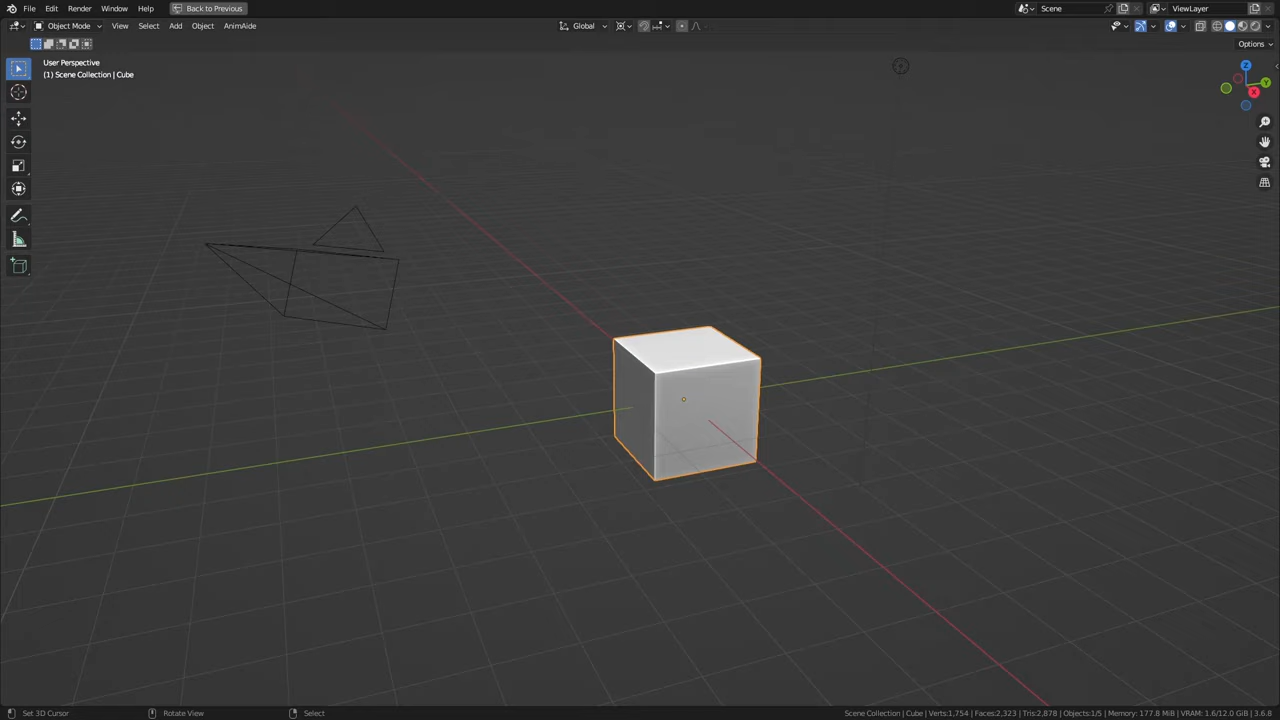 File Edit Render Window Help Back to Previous Scene ViewLayer
Object Mode View Select Add Object AnimAide Global
Options
User Perspective
(1) Scene Collection | Cube
Z
Y
X
Set 3D Cursor Rotate View Select Scene Collection | Cube | Verts:1,754 | Faces:2,323 | Tris:2,878 | Objects:1/5 | Memory: 177.8 MiB | VRAM: 1.6/12.0 GiB | 3.6.8